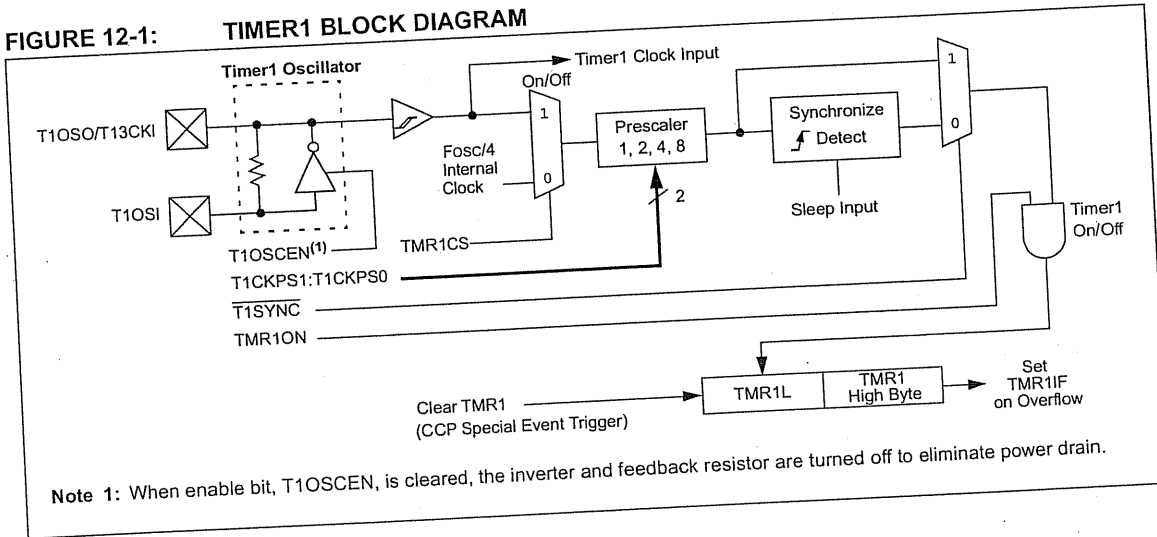 FIGURE 12-1: TIMER1 BLOCK DIAGRAM
Timer1 Oscillator
Timer1 Clock Input
On/Off
T1OSO/T13CKI
1
Fosc/4
Internal
Clock
0
Prescaler
1, 2, 4, 8
2
Synchronize
Detect
1
0
Sleep Input
T1OSI
Timer1
On/Off
T1OSCEN(1)
TMR1CS
T1CKPS1:T1CKPS0
T1SYNC
TMR1ON
Clear TMR1
(CCP Special Event Trigger)
TMR1L
TMR1
High Byte
Set
TMR1IF
on Overflow
Note 1: When enable bit, T1OSCEN, is cleared, the inverter and feedback resistor are turned off to eliminate power drain.